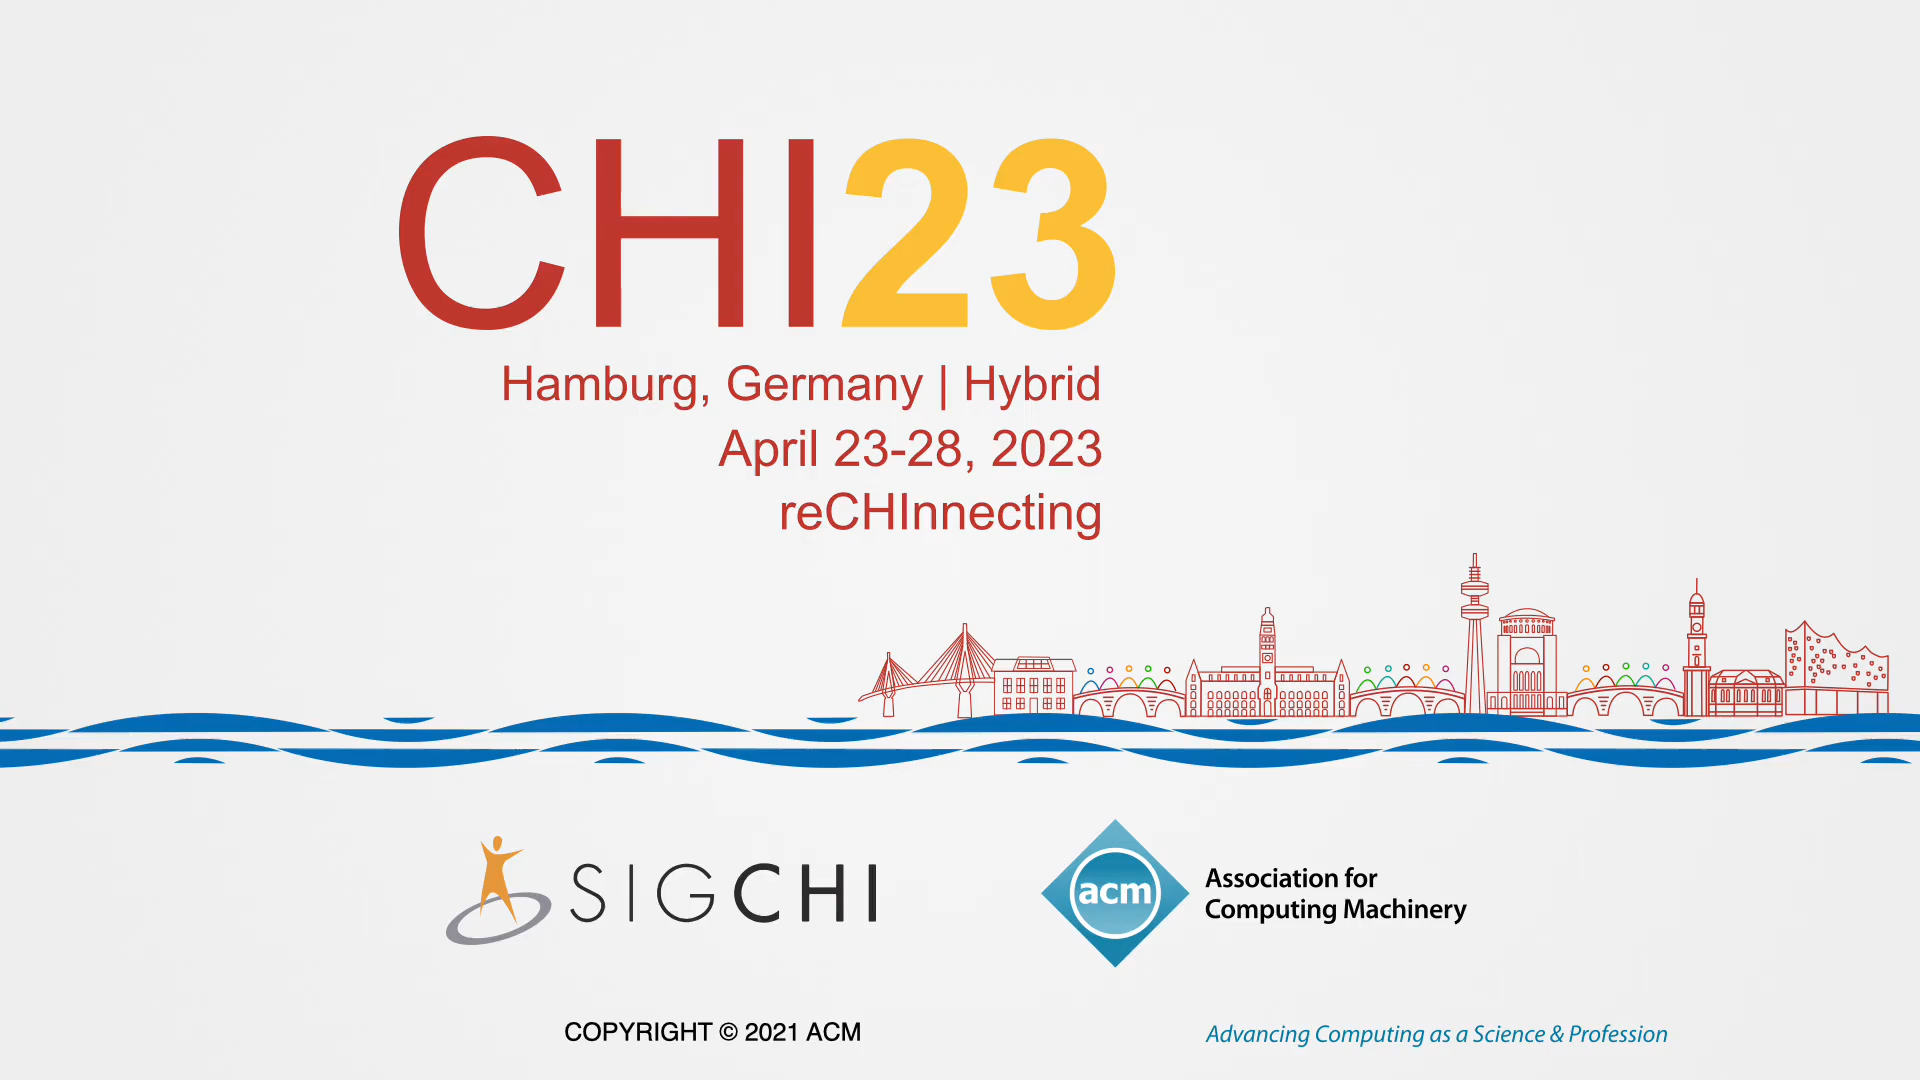 CHI23
Hamburg, Germany | Hybrid
April 23-28, 2023
reCHInnecting
SIGCHI
acm
Association for
Computing Machinery
COPYRIGHT © 2021 ACM
Advancing Computing as a Science & Profession